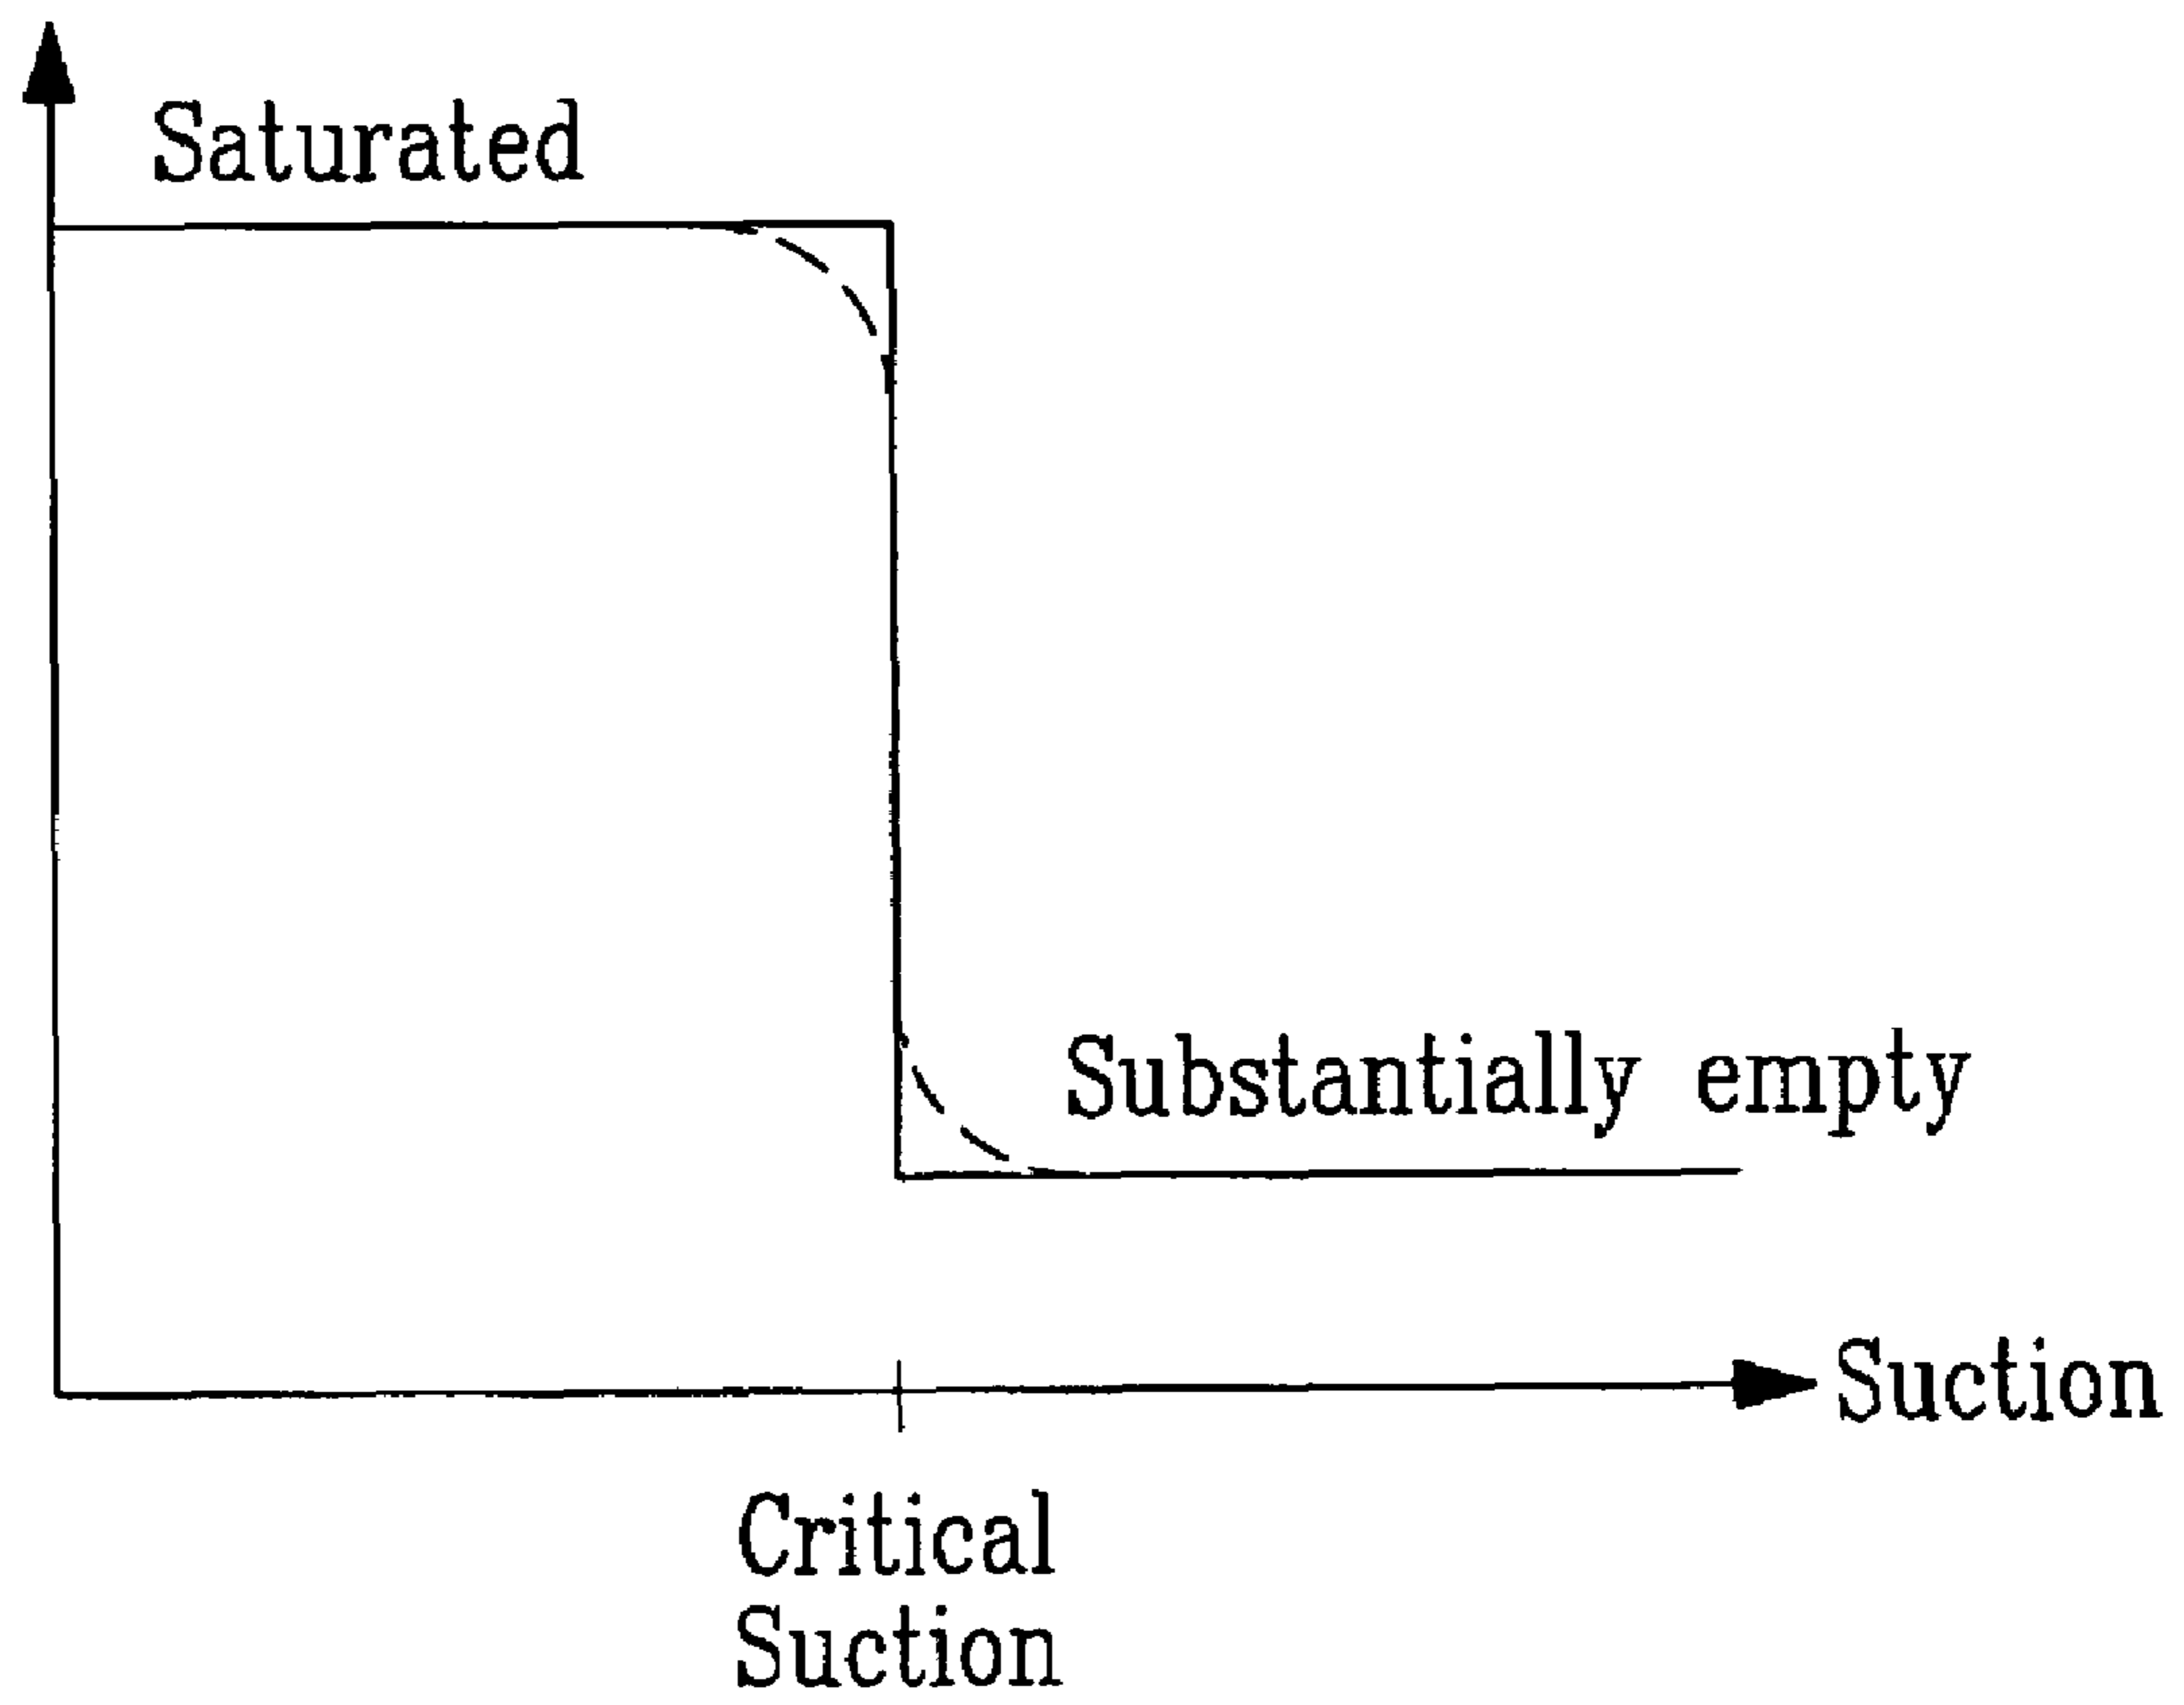 Saturated
Substantially empty
Suction
Critical
Suction